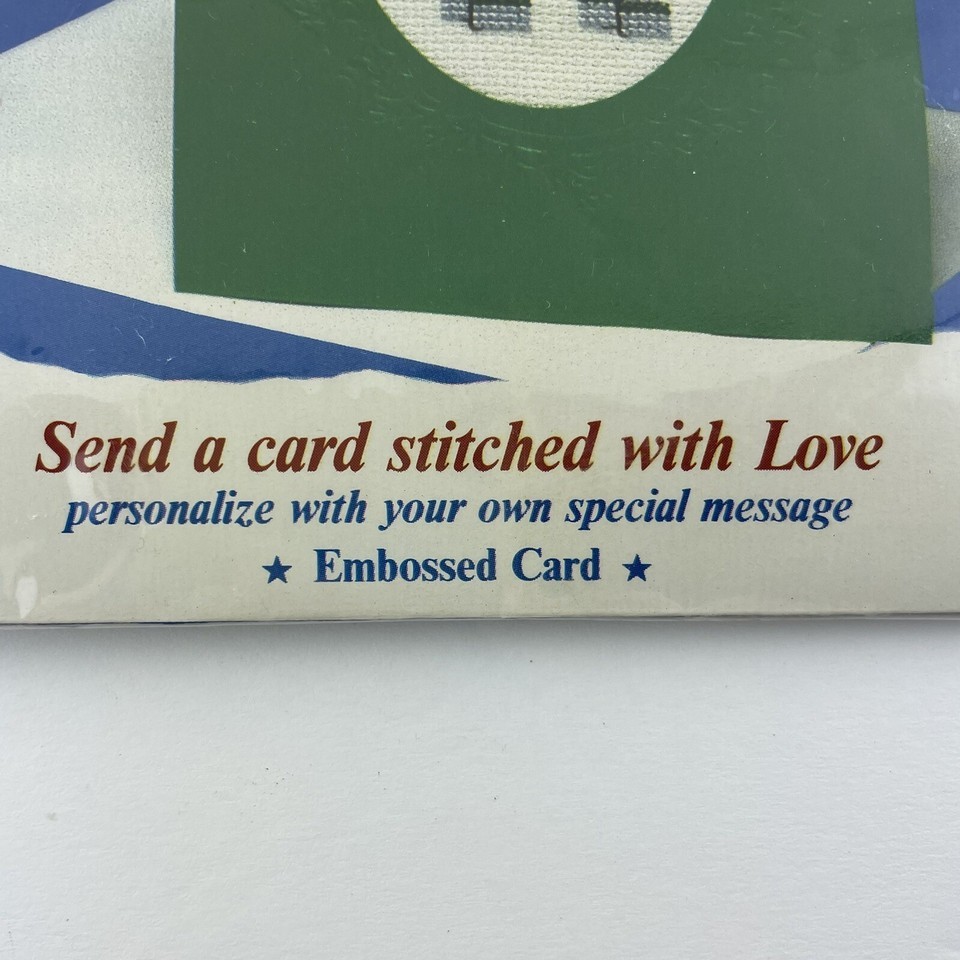 Send a card stitched with Love
personalize with your own special message
★ Embossed Card ★